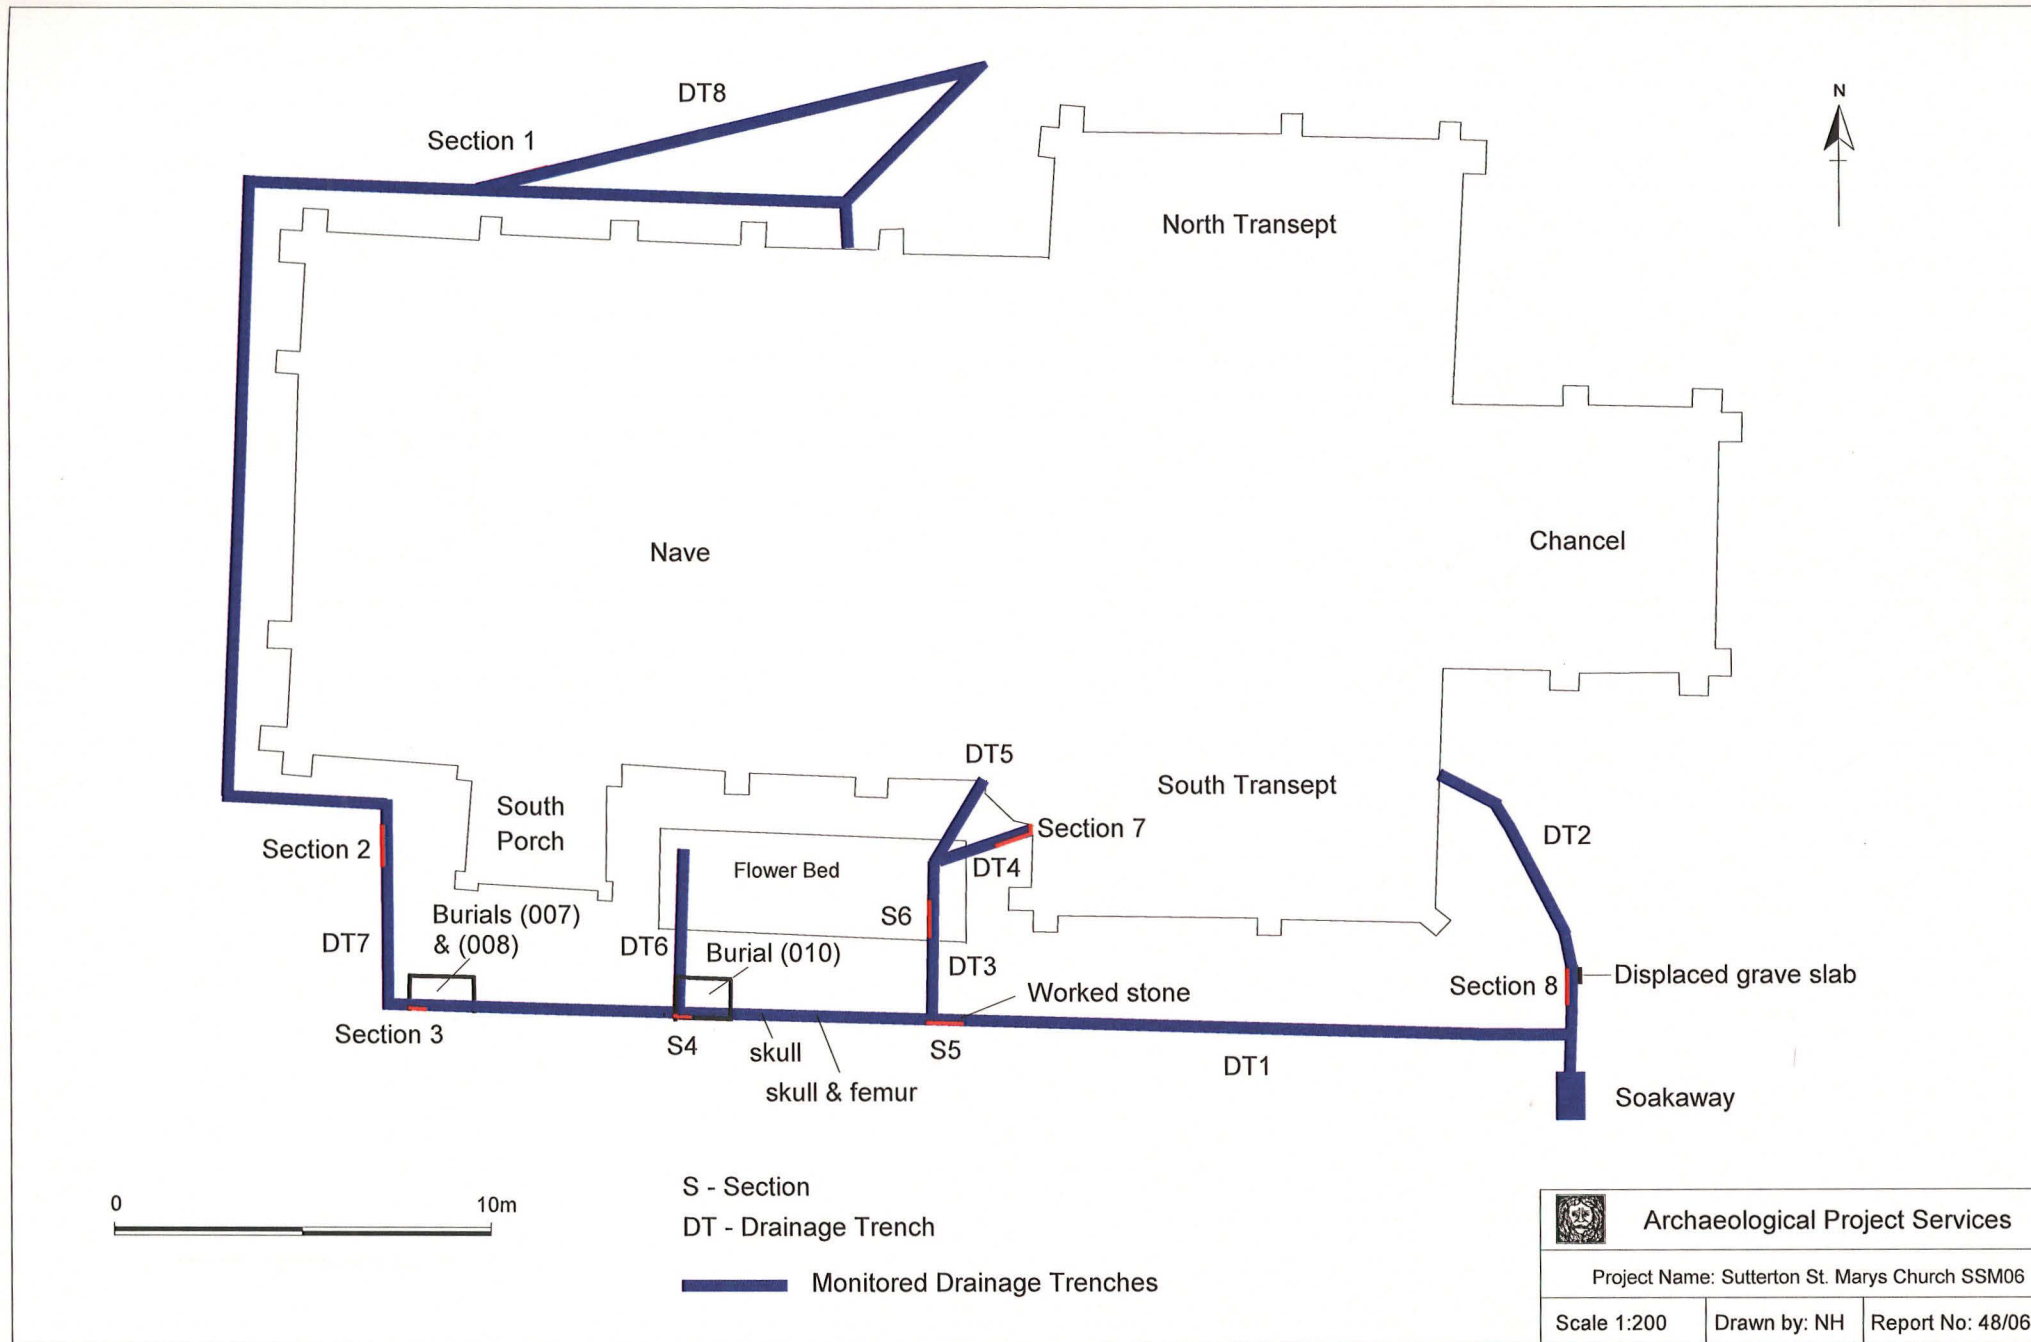 DT8
Section 1
N
North Transept
Nave
Chancel
DT5
South Transept
South
Porch
Section 7
DT2
Section 2
Flower Bed
DT4
Burials (007)
& (008)
S6
DT7
DT6
Burial (010)
DT3
Section 8
Displaced grave slab
Worked stone
Section 3
S4
skull
S5
DT1
skull & femur
Soakaway
0
10m
S - Section
DT - Drainage Trench
Monitored Drainage Trenches
Archaeological Project Services
Project Name: Sutterton St. Marys Church SSM06
Scale 1:200
Drawn by: NH
Report No: 48/06